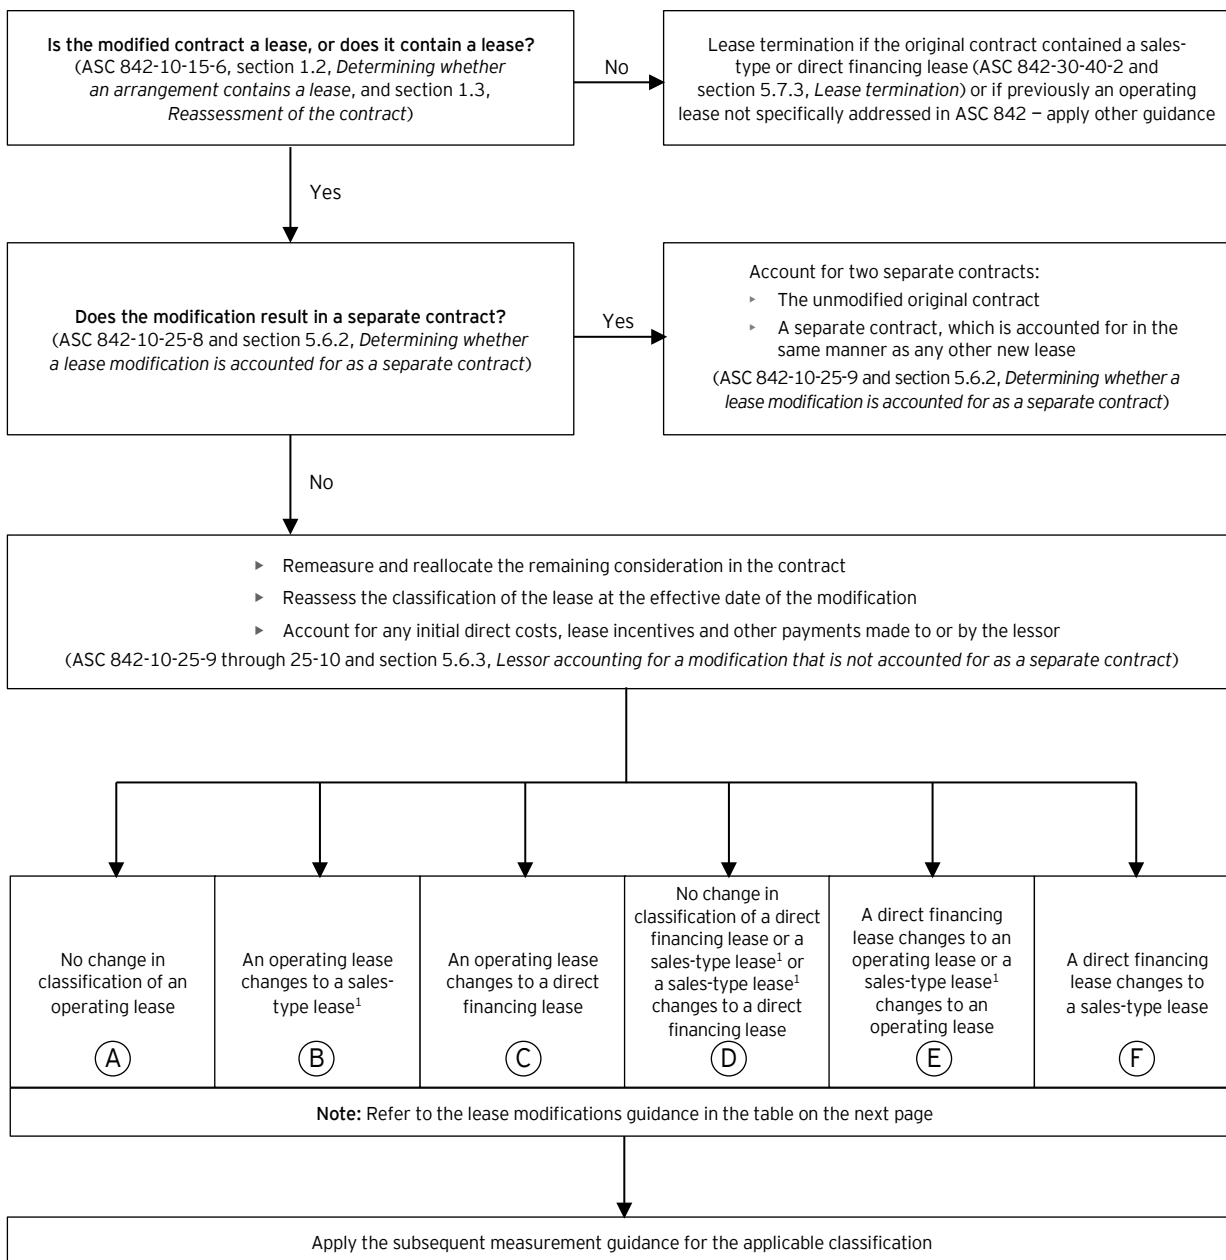 Is the modified contract a lease, or does it contain a lease?
(ASC 842-10-15-6, section 1.2, Determining whether
an arrangement contains a lease, and section 1.3,
Reassessment of the contract)
No
Lease termination if the original contract contained a sales-
type or direct financing lease (ASC 842-30-40-2 and
section 5.7.3, Lease termination) or if previously an operating
lease not specifically addressed in ASC 842 – apply other guidance
Yes
Does the modification result in a separate contract?
(ASC 842-10-25-8 and section 5.6.2, Determining whether
a lease modification is accounted for as a separate contract)
Yes
Account for two separate contracts:
▸ The unmodified original contract
▸ A separate contract, which is accounted for in the
same manner as any other new lease
(ASC 842-10-25-9 and section 5.6.2, Determining whether a
lease modification is accounted for as a separate contract)
No
▸ Remeasure and reallocate the remaining consideration in the contract
▸ Reassess the classification of the lease at the effective date of the modification
▸ Account for any initial direct costs, lease incentives and other payments made to or by the lessor
(ASC 842-10-25-9 through 25-10 and section 5.6.3, Lessor accounting for a modification that is not accounted for as a separate contract)
No change in
classification of an
operating lease
A
An operating lease
changes to a sales-
type lease¹
B
An operating lease
changes to a direct
financing lease
C
No change in
classification of a direct
financing lease or a
sales-type lease¹ or
a sales-type lease¹
changes to a direct
financing lease
D
A direct financing
lease changes to an
operating lease or a
sales-type lease¹
changes to an
operating lease
E
A direct financing
lease changes to
a sales-type lease
F
Note: Refer to the lease modifications guidance in the table on the next page
Apply the subsequent measurement guidance for the applicable classification